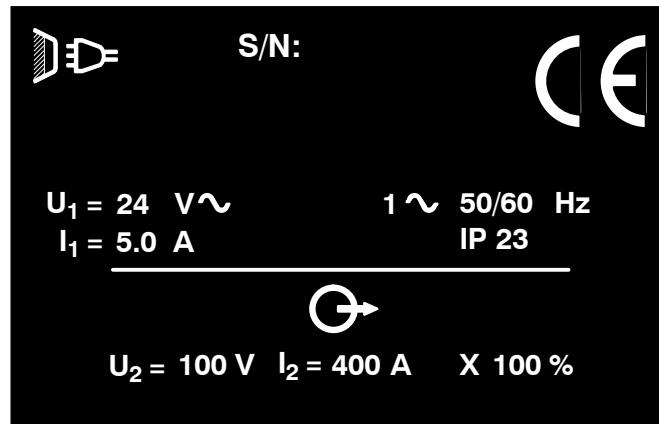 S/N:
CE
U₁ = 24 V∿ 1 ∿ 50/60 Hz
I₁ = 5.0 A IP 23
U₂ = 100 V I₂ = 400 A X 100 %